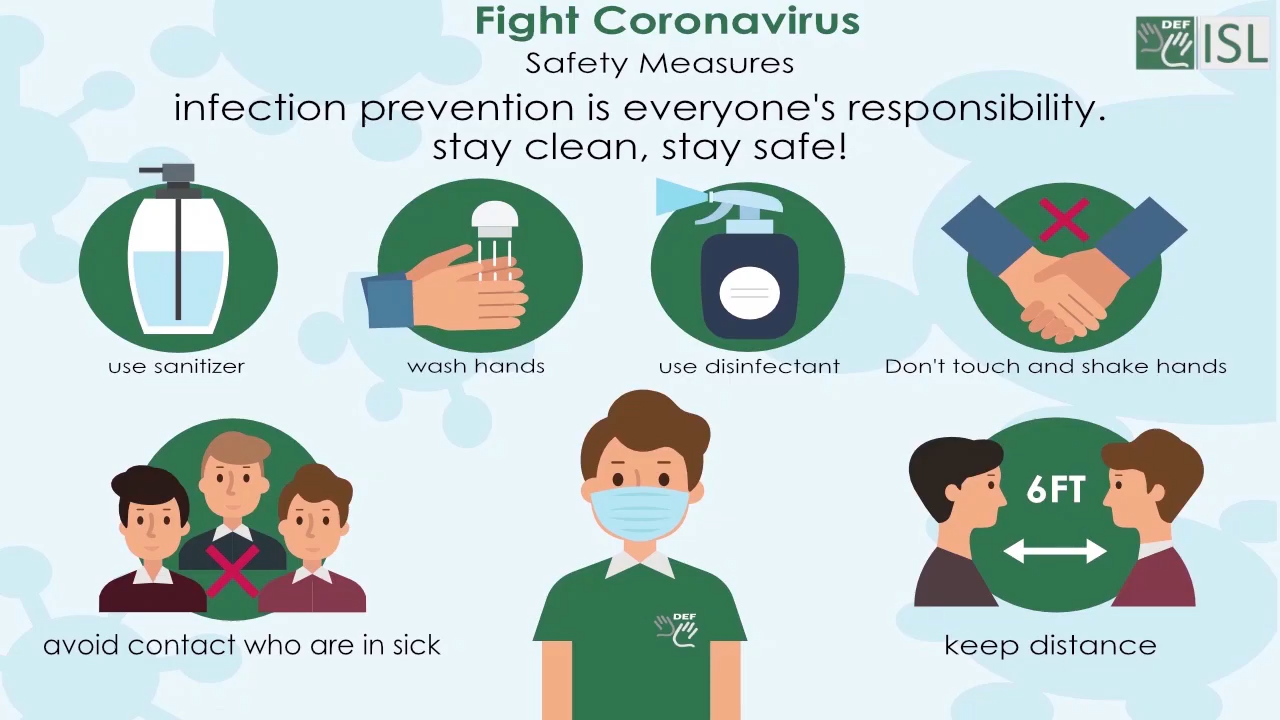 Fight Coronavirus
DEF
ISL
Safety Measures
infection prevention is everyone's responsibility.
stay clean, stay safe!
use sanitizer
wash hands
use disinfectant
Don't touch and shake hands
6FT
DEF
avoid contact who are in sick
keep distance